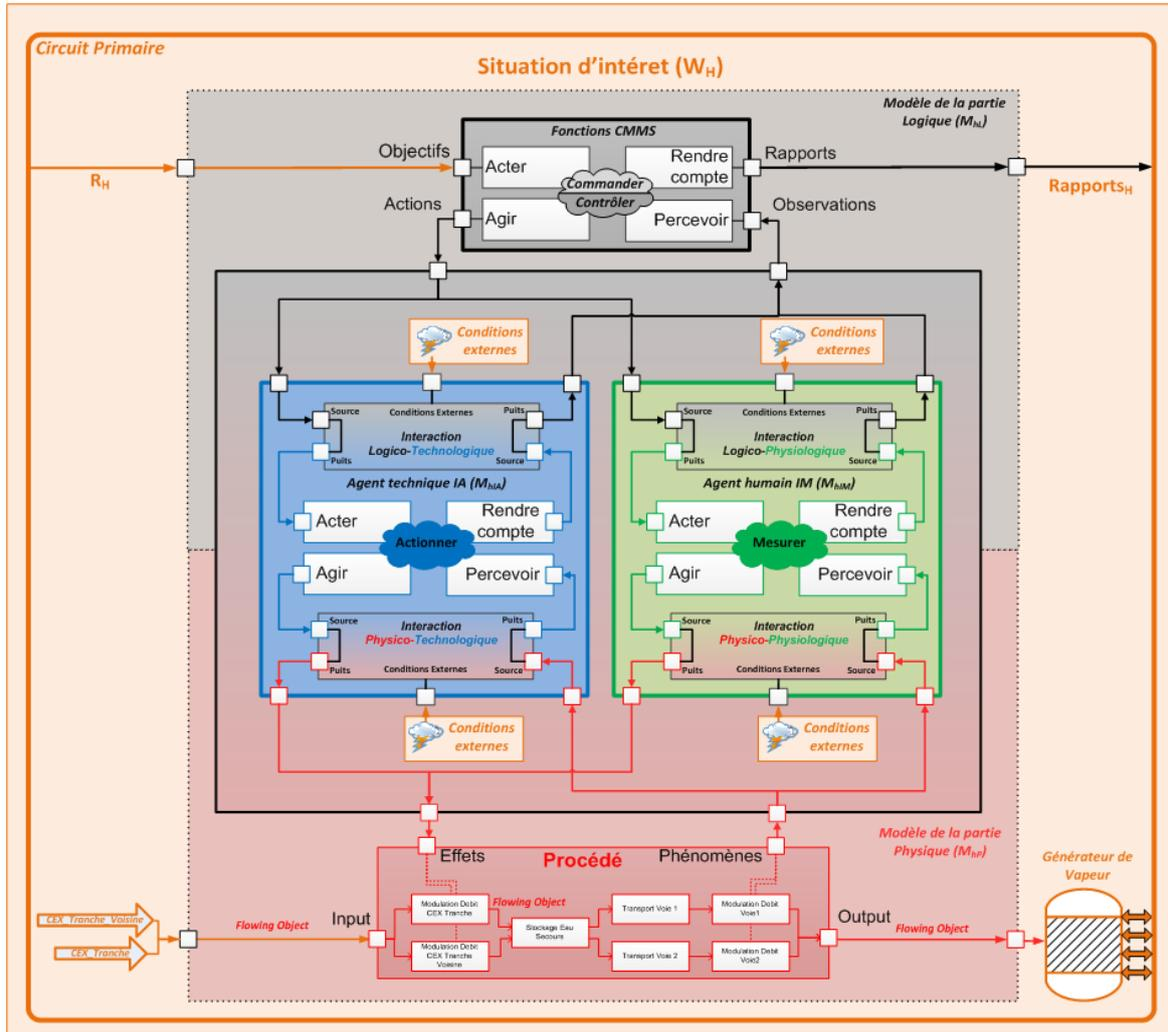 Circuit Primaire
Situation d'intéret (WH)
Modèle de la partie
Logique (MhL)
Fonctions CMMS
Objectifs
Acter
Rendre
compte
Rapports
Commander
Contrôler
RH
RapportsH
Actions
Agir
Percevoir
Observations
Conditions
externes
Conditions
externes
Source
Conditions Externes
Puits
Interaction
Logico-Technologique
Puits
Source
Agent technique IA (MhIA)
Acter
Rendre
compte
Actionner
Agir
Percevoir
Source
Puits
Interaction
Physico-Technologique
Puits
Conditions Externes
Source
Source
Conditions Externes
Puits
Interaction
Logico-Physiologique
Puits
Source
Agent humain IM (MhIM)
Acter
Rendre
compte
Mesurer
Agir
Percevoir
Source
Puits
Interaction
Physico-Physiologique
Puits
Conditions Externes
Source
Conditions
externes
Conditions
externes
Modèle de la partie
Physique (MhP)
Effets
Procédé
Phénomènes
Générateur de
Vapeur
CEX_Tranche_Voisine
CEX_Tranche
Flowing Object
Input
Modulation Debit
CEX Tranche
Flowing Object
Modulation Debit
CEX Tranche
Voisine
Stockage Eau
Secours
Transport Voie 1
Transport Voie 2
Modulation Debit
Voie1
Modulation Debit
Voie2
Output
Flowing Object